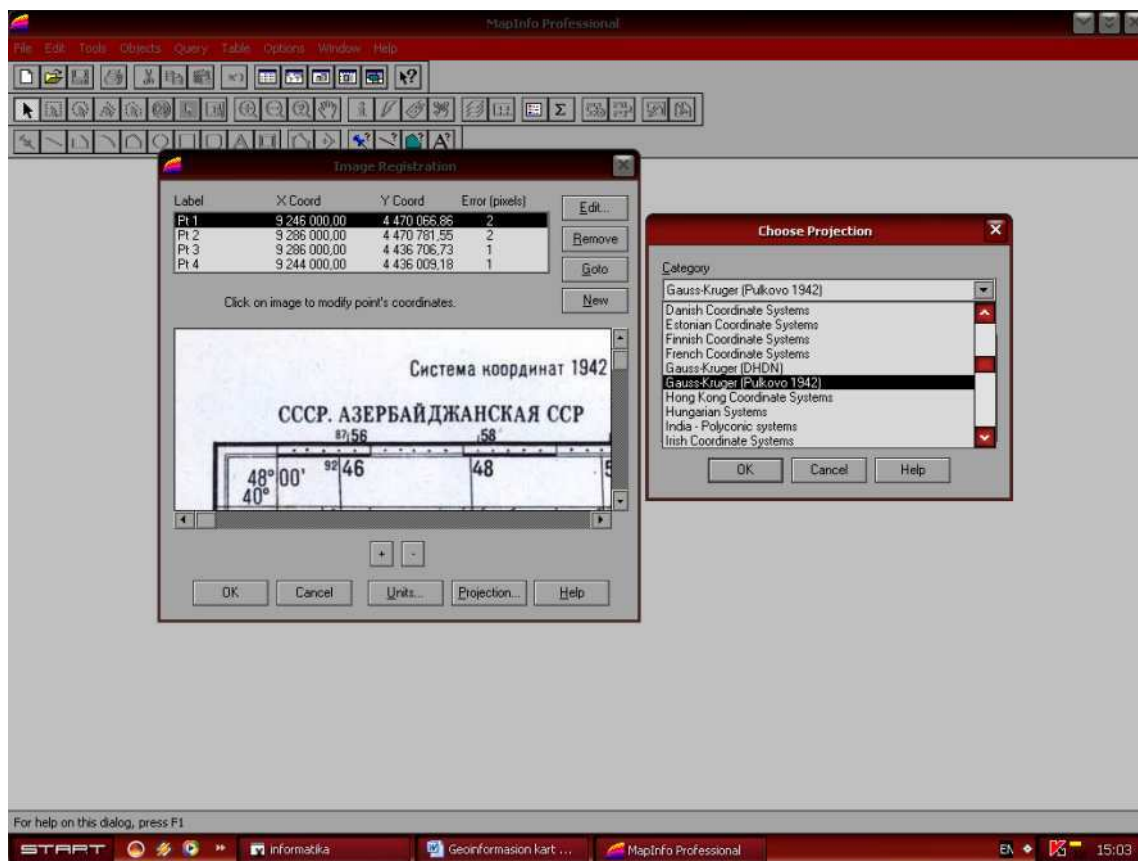 MapInfo Professional
File Edit Tools Objects Query Table Options Window Help
Image Registration
Label X Coord Y Coord Error (pixels)
Pt 1 9 246 000,00 4 470 066,86 2
Pt 2 9 286 000,00 4 470 781,55 2
Pt 3 9 286 000,00 4 436 706,73 1
Pt 4 9 244 000,00 4 436 009,18 1
Edit...
Remove
Goto
New
Click on image to modify point's coordinates.
Система координат 1942
СССР. АЗЕРБАЙДЖАНСКАЯ ССР
87 56 58
48° 00' 92 46 48 5
40°
+ -
OK Cancel Units... Projection... Help
Choose Projection
Category
Gauss-Kruger (Pulkovo 1942)
Danish Coordinate Systems
Estonian Coordinate Systems
Finnish Coordinate Systems
French Coordinate Systems
Gauss-Kruger (DHDN)
Gauss-Kruger (Pulkovo 1942)
Hong Kong Coordinate Systems
Hungarian Systems
India - Polyconic systems
Irish Coordinate Systems
OK Cancel Help
For help on this dialog, press F1
START informatika Geoinformasion kart ... MapInfo Professional EN 15:03